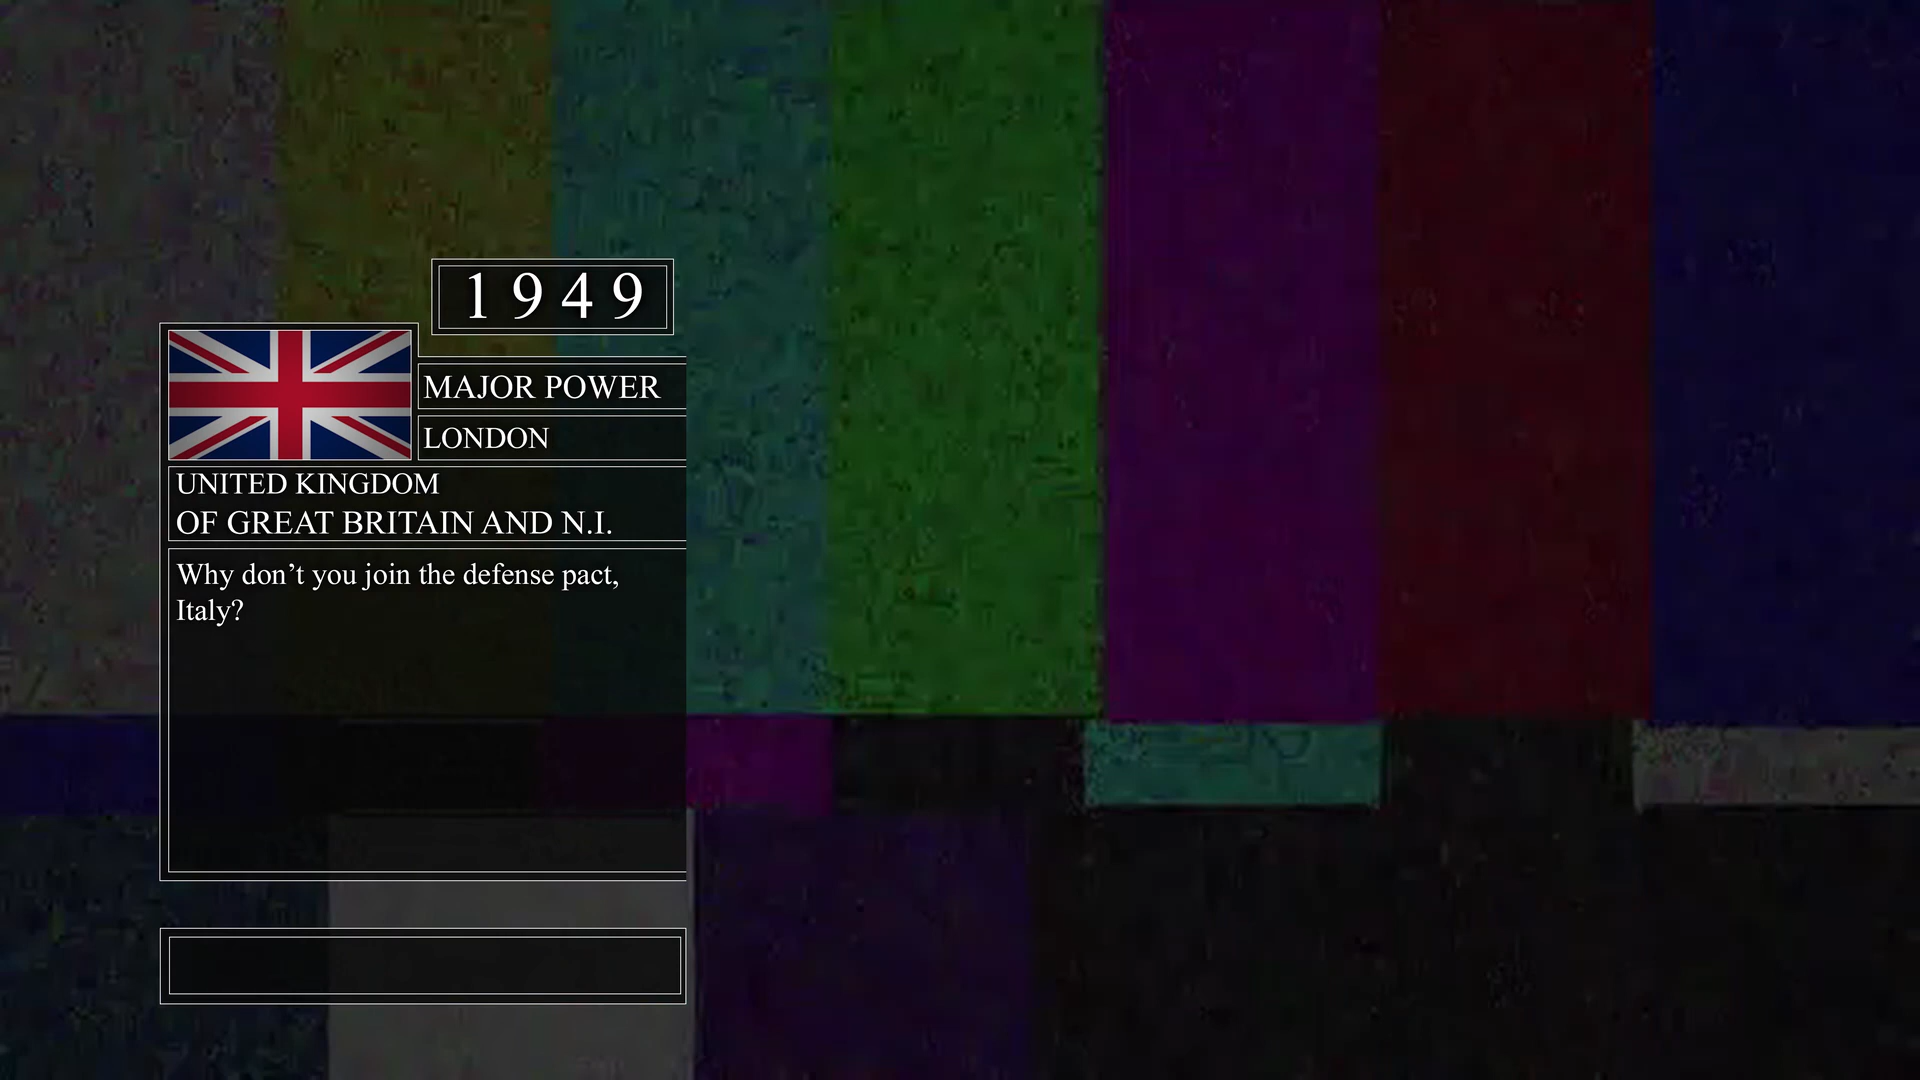 1949
MAJOR POWER
LONDON
UNITED KINGDOM
OF GREAT BRITAIN AND N.I.
Why don’t you join the defense pact,
Italy?